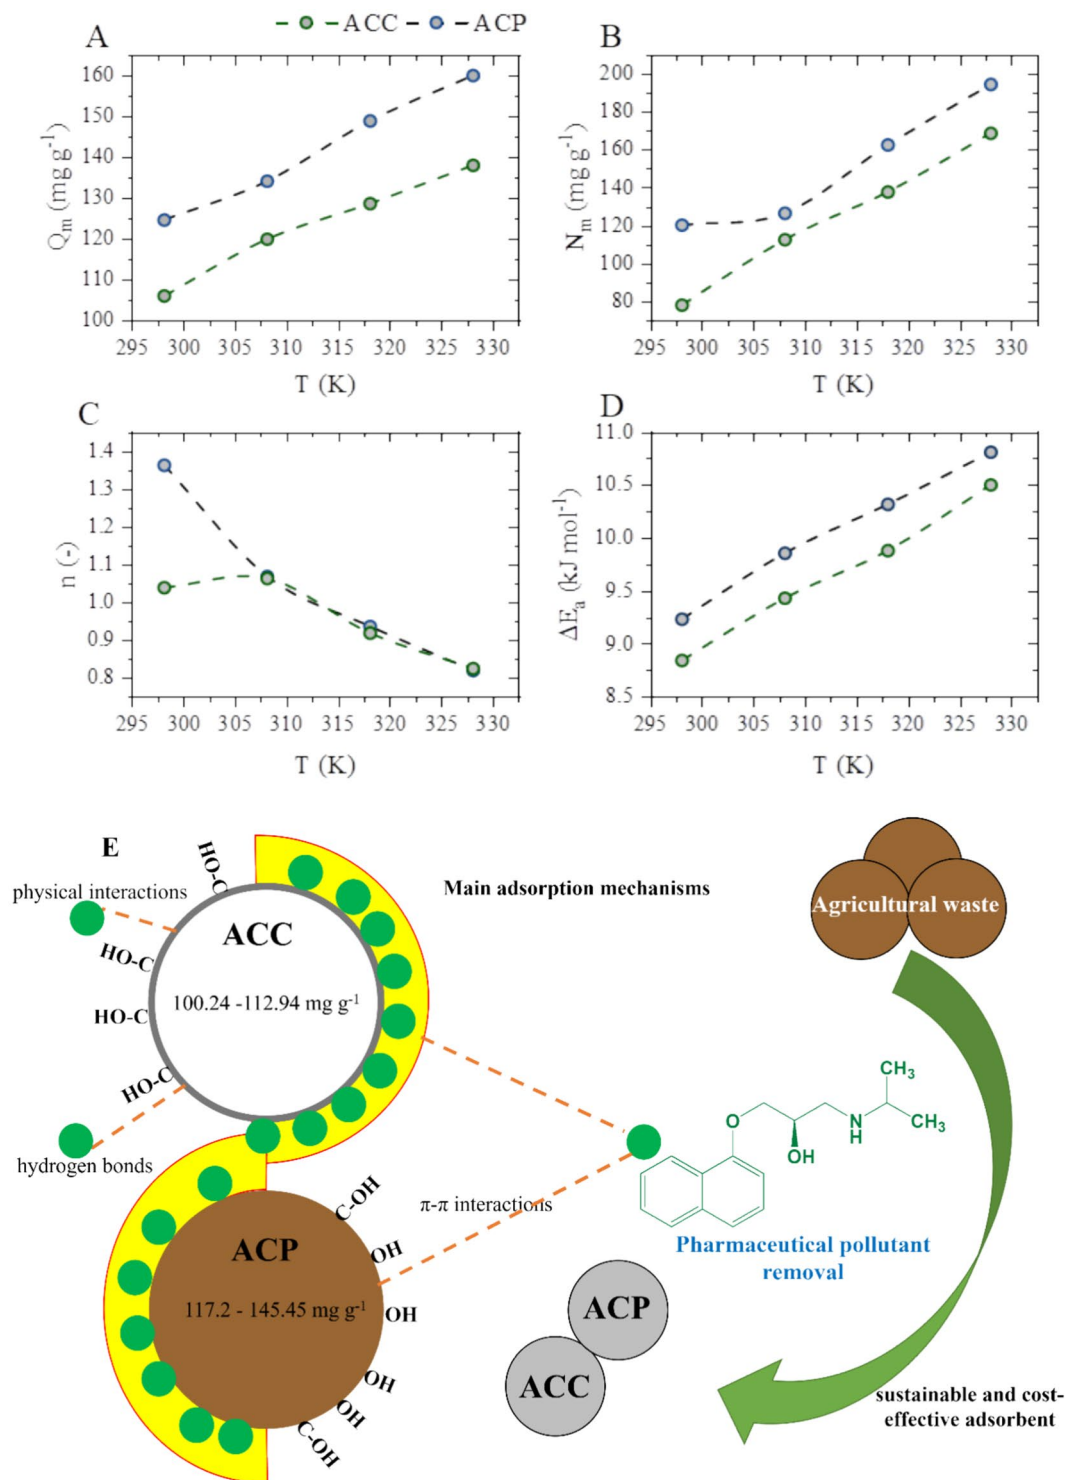 ACC ACP
A
160
150
140
130
120
110
100
Qm (mg g-1)
295 300 305 310 315 320 325 330
T (K)
B
200
180
160
140
120
100
80
Nm (mg g-1)
295 300 305 310 315 320 325 330
T (K)
C
1.4
1.3
1.2
1.1
1.0
0.9
0.8
n (-)
295 300 305 310 315 320 325 330
T (K)
D
11.0
10.5
10.0
9.5
9.0
8.5
ΔEa (kJ mol-1)
295 300 305 310 315 320 325 330
T (K)
E
physical interactions
HO-C
HO-C
HO-C
HO-C
ACC
100.24 -112.94 mg g-1
hydrogen bonds
Main adsorption mechanisms
Agricultural waste
CH3
O
N
H
CH3
OH
π-π interactions
Pharmaceutical pollutant
removal
ACP
117.2 - 145.45 mg g-1
C-OH
OH
OH
OH
OH
C-OH
ACP
ACC
sustainable and cost-
effective adsorbent